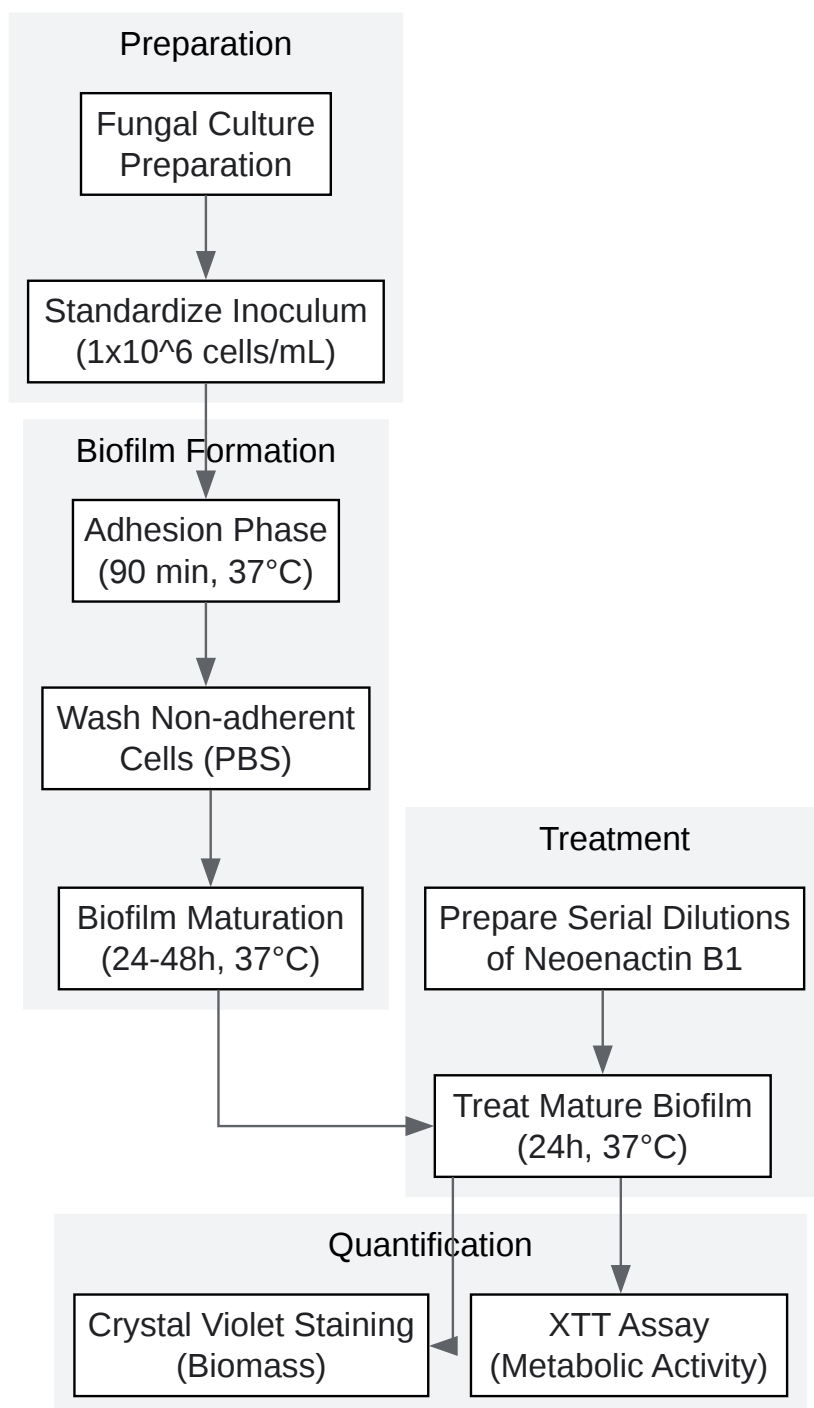 Preparation
Fungal Culture
Preparation
Standardize Inoculum
(1x10^6 cells/mL)
Biofilm Formation
Adhesion Phase
(90 min, 37°C)
Wash Non-adherent
Cells (PBS)
Biofilm Maturation
(24-48h, 37°C)
Treatment
Prepare Serial Dilutions
of Neoenactin B1
Treat Mature Biofilm
(24h, 37°C)
Quantification
Crystal Violet Staining
(Biomass)
XTT Assay
(Metabolic Activity)